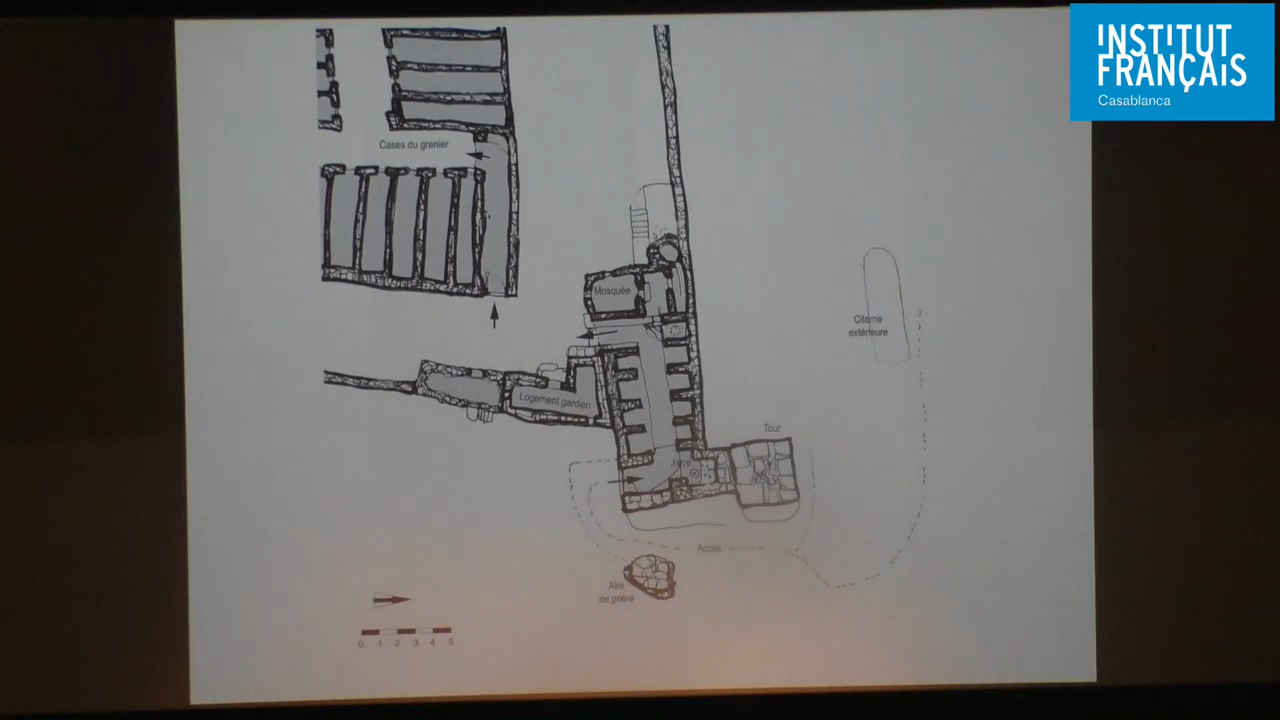 INSTITUT
FRANÇAIS
Casablanca
Cases du grenier
Mosquée
Citerne
extérieure
Logement gardien
Tour
Jarre
Accès
Aire
de prière
0 1 2 3 4 5